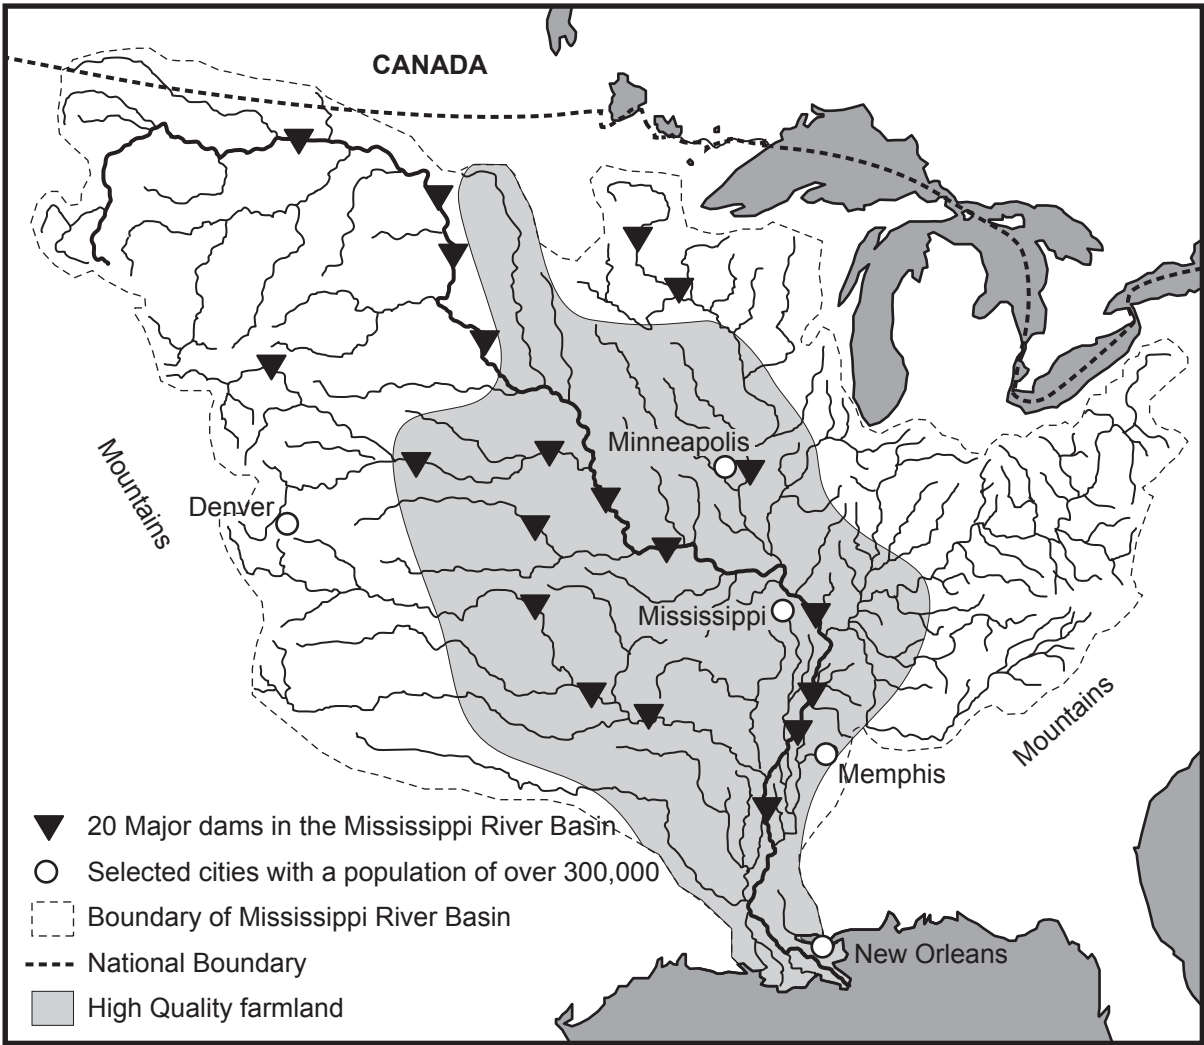 CANADA
Mountains
Minneapolis
Denver
Mississippi
Mountains
Memphis
20 Major dams in the Mississippi River Basin
Selected cities with a population of over 300,000
Boundary of Mississippi River Basin
National Boundary
New Orleans
High Quality farmland